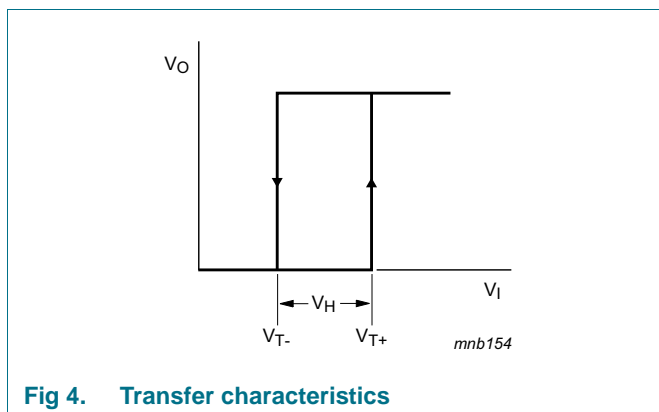 VO
VI
VH
VT-
VT+
mnb154
Fig 4. Transfer characteristics